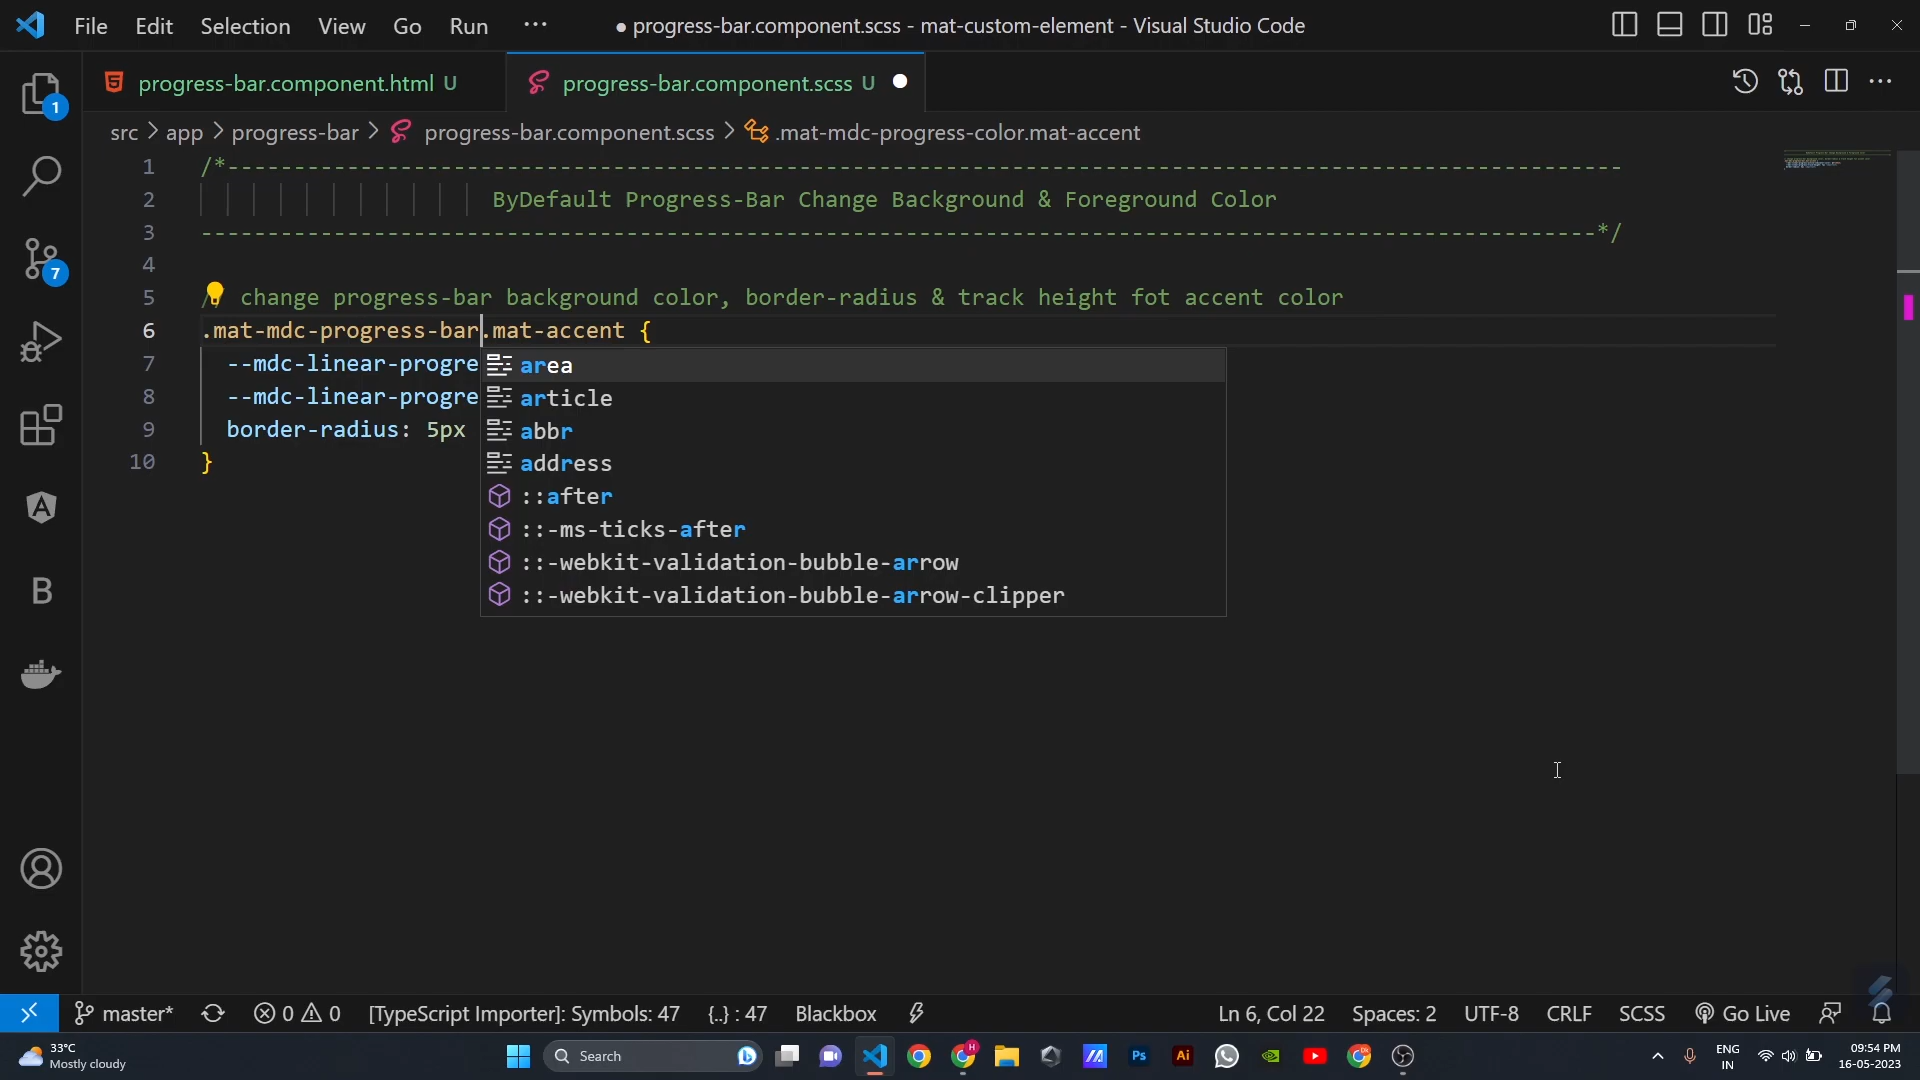 File Edit Selection View Go Run ··· ● progress-bar.component.scss - mat-custom-element - Visual Studio Code
progress-bar.component.html U progress-bar.component.scss U
src > app > progress-bar > progress-bar.component.scss > .mat-mdc-progress-color.mat-accent
1 /*---------------------------------------------------------------------------------------------------------
2 ByDefault Progress-Bar Change Background & Foreground Color
3 ---------------------------------------------------------------------------------------------------------*/
4
5 / change progress-bar background color, border-radius & track height fot accent color
6 .mat-mdc-progress-bar.mat-accent {
7 --mdc-linear-progre
8 --mdc-linear-progre
9 border-radius: 5px
10 }
area
article
abbr
address
::after
::-ms-ticks-after
::-webkit-validation-bubble-arrow
::-webkit-validation-bubble-arrow-clipper
1
7
B
master* 0 0 [TypeScript Importer]: Symbols: 47 {..} : 47 Blackbox Ln 6, Col 22 Spaces: 2 UTF-8 CRLF SCSS Go Live
33°C
Mostly cloudy
Search
H
Ps
Ai
DX
ENG
IN
09:54 PM
16-05-2023